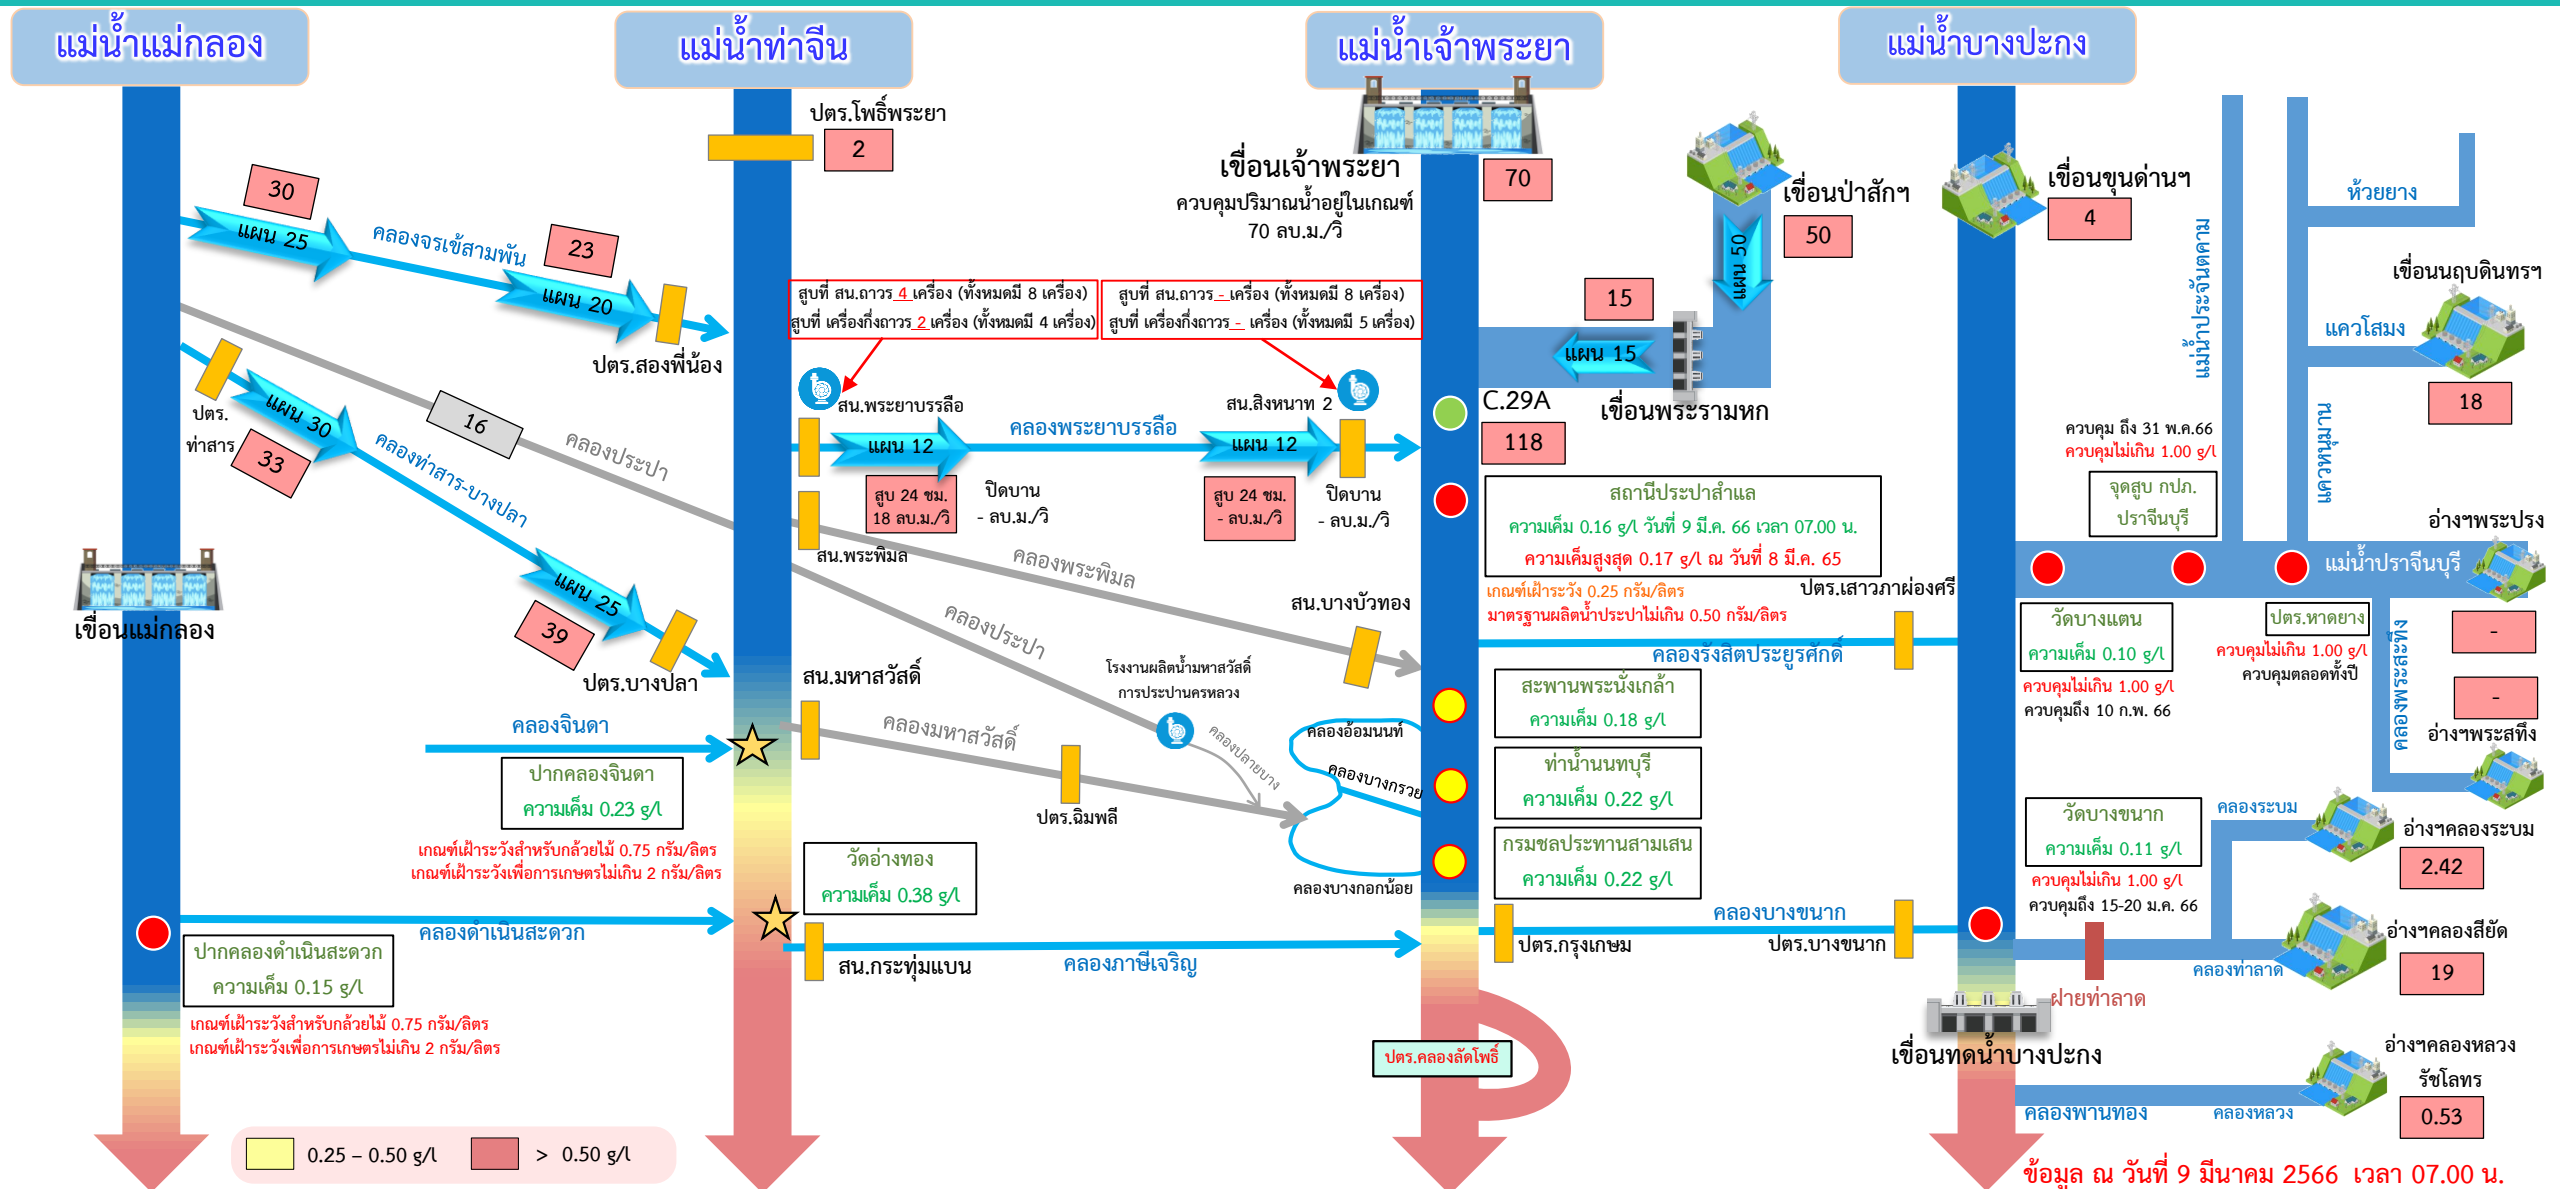 แม่น้ำแม่กลอง
แม่น้ำท่าจีน
แม่น้ำเจ้าพระยา
แม่น้ำบางปะกง
ปตร.โพธิ์พระยา
2
30
แผน 25
คลองจรเข้สามพัน
23
แผน 20
ปตร.สองพี่น้อง
ปตร.
ท่าสาร
แผน 30
33
คลองท่าสาร-บางปลา
16
คลองประปา
แผน 25
39
ปตร.บางปลา
เขื่อนแม่กลอง
คลองจินดา
ปากคลองจินดา
ความเค็ม 0.23 g/l
เกณฑ์เฝ้าระวังสำหรับกล้วยไม้ 0.75 กรัม/ลิตร
เกณฑ์เฝ้าระวังเพื่อการเกษตรไม่เกิน 2 กรัม/ลิตร
คลองดำเนินสะดวก
ปากคลองดำเนินสะดวก
ความเค็ม 0.15 g/l
เกณฑ์เฝ้าระวังสำหรับกล้วยไม้ 0.75 กรัม/ลิตร
เกณฑ์เฝ้าระวังเพื่อการเกษตรไม่เกิน 2 กรัม/ลิตร
0.25 – 0.50 g/l
> 0.50 g/l
เขื่อนเจ้าพระยา
ควบคุมปริมาณน้ำอยู่ในเกณฑ์
70 ลบ.ม./วิ
70
สูบที่ สน.ถาวร 4 เครื่อง (ทั้งหมดมี 8 เครื่อง)
สูบที่ เครื่องกึ่งถาวร 2 เครื่อง (ทั้งหมดมี 4 เครื่อง)
สูบที่ สน.ถาวร - เครื่อง (ทั้งหมดมี 8 เครื่อง)
สูบที่ เครื่องกึ่งถาวร - เครื่อง (ทั้งหมดมี 5 เครื่อง)
สน.พระยาบรรลือ
สน.สิงหนาท 2
แผน 12
คลองพระยาบรรลือ
แผน 12
สูบ 24 ชม.
18 ลบ.ม./วิ
ปิดบาน
- ลบ.ม./วิ
สูบ 24 ชม.
- ลบ.ม./วิ
ปิดบาน
- ลบ.ม./วิ
สน.พระพิมล
คลองพระพิมล
สน.บางบัวทอง
คลองประปา
โรงงานผลิตน้ำมหาสวัสดิ์
การประปานครหลวง
สน.มหาสวัสดิ์
คลองมหาสวัสดิ์
คลองปลายบาง
ปตร.ฉิมพลี
คลองอ้อมนนท์
คลองบางกรวย
คลองบางกอกน้อย
วัดอ่างทอง
ความเค็ม 0.38 g/l
สน.กระทุ่มแบน
คลองภาษีเจริญ
เขื่อนป่าสักฯ
50
แผน 50
15
แผน 15
เขื่อนพระรามหก
C.29A
118
สถานีประปาสำแล
ความเค็ม 0.16 g/l วันที่ 9 มี.ค. 66 เวลา 07.00 น.
ความเค็มสูงสุด 0.17 g/l ณ วันที่ 8 มี.ค. 65
เกณฑ์เฝ้าระวัง 0.25 กรัม/ลิตร
มาตรฐานผลิตน้ำประปาไม่เกิน 0.50 กรัม/ลิตร
ปตร.เสาวภาผ่องศรี
คลองรังสิตประยูรศักดิ์
สะพานพระนั่งเกล้า
ความเค็ม 0.18 g/l
ท่าน้ำนนทบุรี
ความเค็ม 0.22 g/l
กรมชลประทานสามเสน
ความเค็ม 0.22 g/l
คลองบางขนาก
ปตร.กรุงเกษม
ปตร.บางขนาก
ปตร.คลองลัดโพธิ์
เขื่อนขุนด่านฯ
4
แม่น้ำประจันตคาม
ห้วยยาง
เขื่อนนฤบดินทรฯ
แควโสมง
18
แควหนุมาน
ควบคุม ถึง 31 พ.ค.66
ควบคุมไม่เกิน 1.00 g/l
จุดสูบ กปภ.
ปราจีนบุรี
อ่างฯพระปรง
แม่น้ำปราจีนบุรี
-
วัดบางแตน
ความเค็ม 0.10 g/l
ควบคุมไม่เกิน 1.00 g/l
ควบคุมถึง 10 ก.พ. 66
ปตร.หาดยาง
ควบคุมไม่เกิน 1.00 g/l
ควบคุมตลอดทั้งปี
คลองพระสะทึง
-
อ่างฯพระสทึง
วัดบางขนาก
ความเค็ม 0.11 g/l
ควบคุมไม่เกิน 1.00 g/l
ควบคุมถึง 15-20 ม.ค. 66
คลองระบม
อ่างฯคลองระบม
2.42
อ่างฯคลองสียัด
19
คลองท่าลาด
ฝายท่าลาด
เขื่อนทดน้ำบางปะกง
อ่างฯคลองหลวง
รัชโลทร
0.53
คลองพานทอง
คลองหลวง
ข้อมูล ณ วันที่ 9 มีนาคม 2566 เวลา 07.00 น.